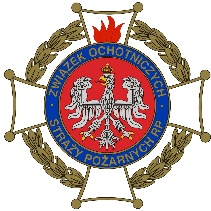 ZWIĄZEK OCHOTNICZYCH
STRAŻY POŻARNYCH RP